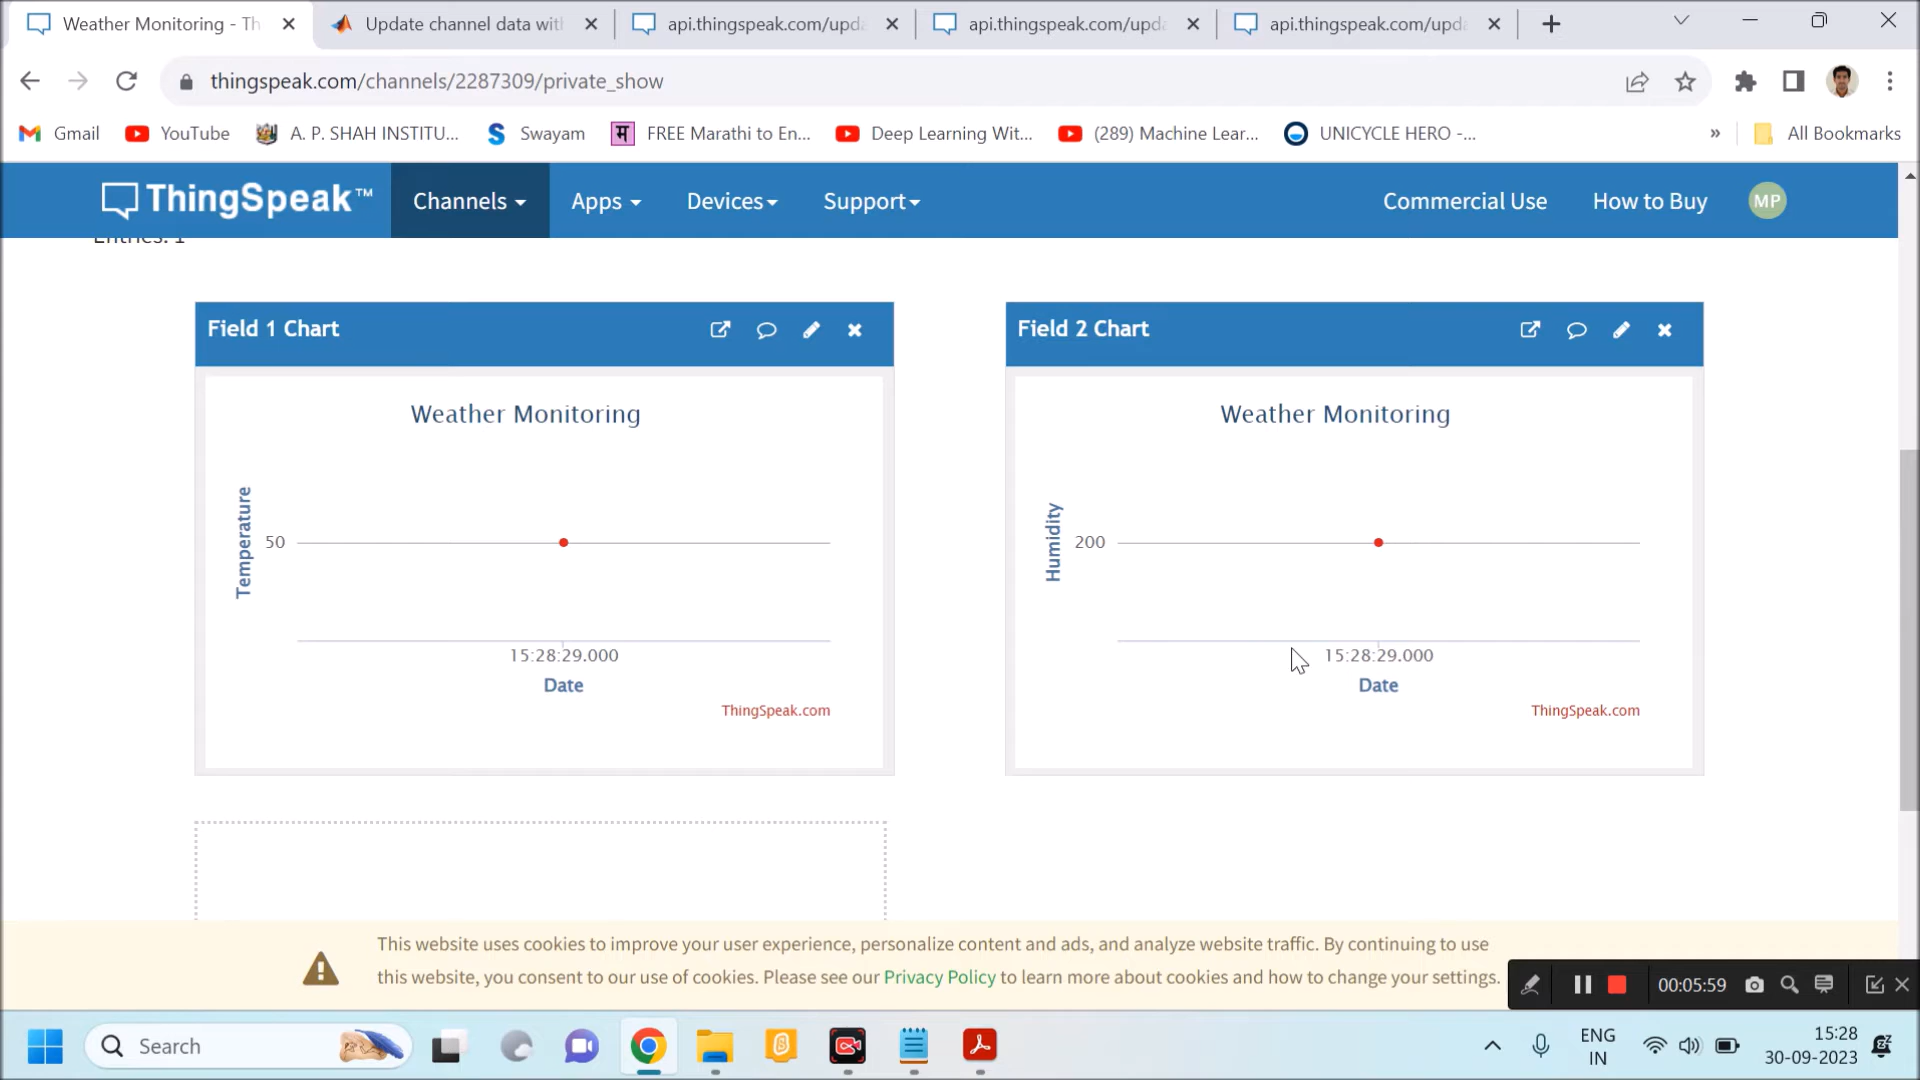 Weather Monitoring - Th
Update channel data with
api.thingspeak.com/upda
api.thingspeak.com/upda
api.thingspeak.com/upda
thingspeak.com/channels/2287309/private_show
Gmail
YouTube
A. P. SHAH INSTITU...
Swayam
म
FREE Marathi to En...
Deep Learning Wit...
(289) Machine Lear...
UNICYCLE HERO -...
»
All Bookmarks
ThingSpeak™
Channels
Apps
Devices
Support
Commercial Use
How to Buy
MP
Entries: 1
Field 1 Chart
Weather Monitoring
Temperature
50
15:28:29.000
Date
ThingSpeak.com
Field 2 Chart
Weather Monitoring
Humidity
200
15:28:29.000
Date
ThingSpeak.com
This website uses cookies to improve your user experience, personalize content and ads, and analyze website traffic. By continuing to use
this website, you consent to our use of cookies. Please see our Privacy Policy to learn more about cookies and how to change your settings.
00:05:59
Search
ENG
IN
15:28
30-09-2023